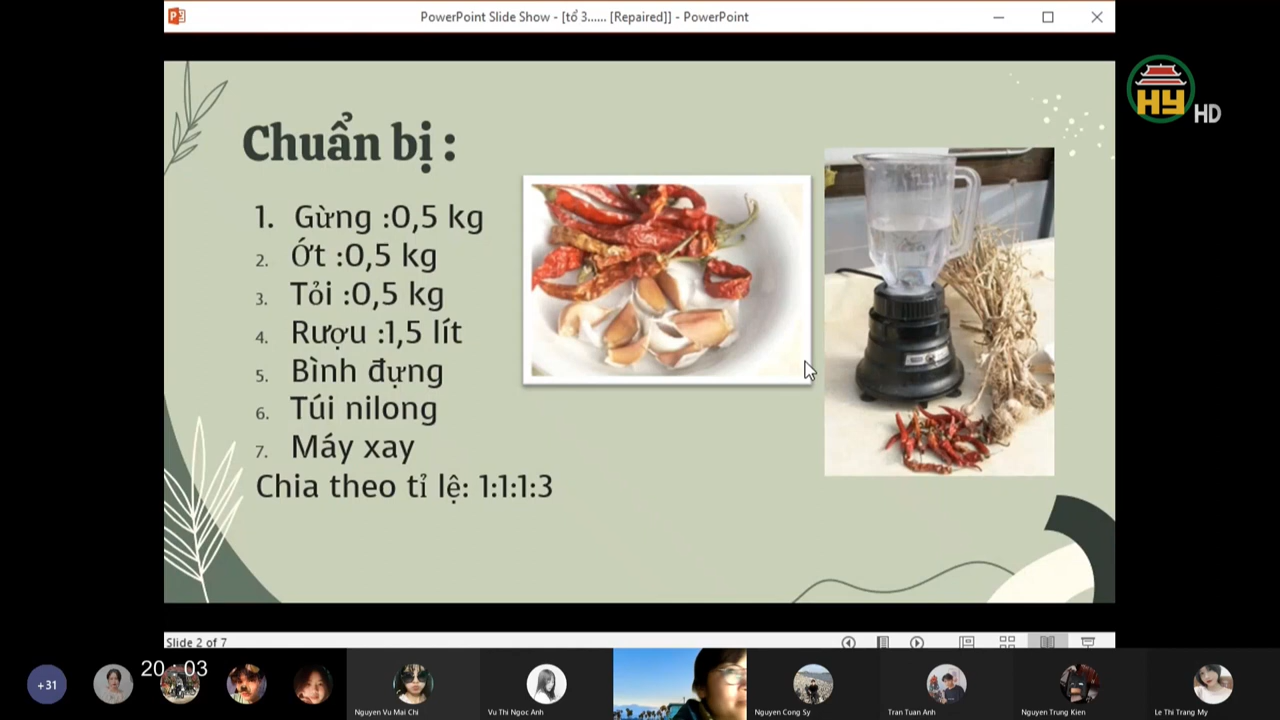 PowerPoint Slide Show - [tổ 3...... [Repaired]] - PowerPoint
HY HD
Chuẩn bị :
1. Gừng :0,5 kg
2. Ớt :0,5 kg
3. Tỏi :0,5 kg
4. Rượu :1,5 lít
5. Bình đựng
6. Túi nilong
7. Máy xay
Chia theo tỉ lệ: 1:1:1:3
Slide 2 of 7
+31
20 : 03
Nguyen Vu Mai Chi
Vu Thi Ngoc Anh
Nguyen Cong Sy
Tran Tuan Anh
Nguyen Trung Kien
Le Thi Trang My